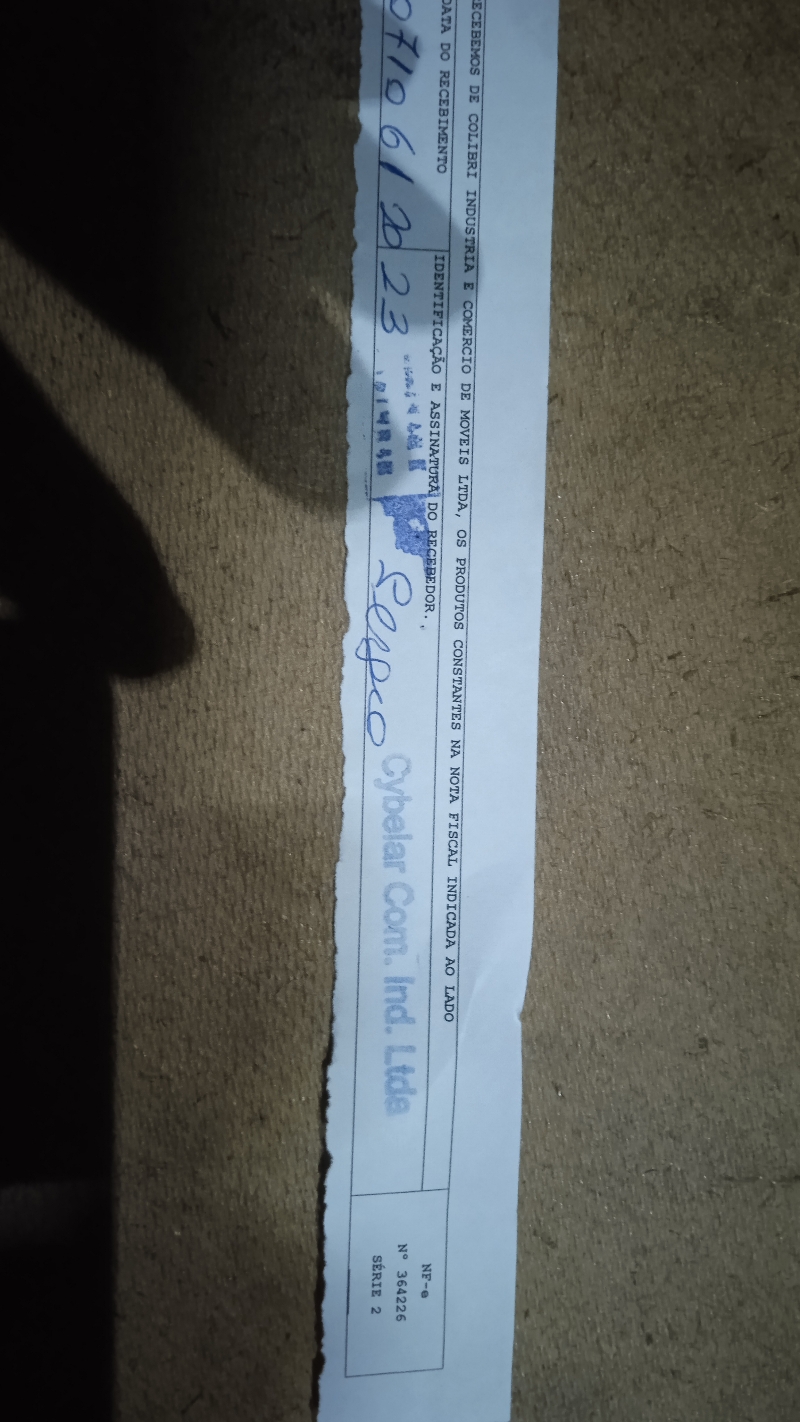 ECEBEMOS DE COLIBRI INDUSTRIA E COMERCIO DE MOVEIS LTDA, OS PRODUTOS CONSTANTES NA NOTA FISCAL INDICADA AO LADO
DATA DO RECEBIMENTO
IDENTIFICAÇÃO E ASSINATURA DO RECEBEDOR.
07/06/2023
Cybelar Com. Ind. Ltda
NF-e
Nº 364226
SÉRIE 2